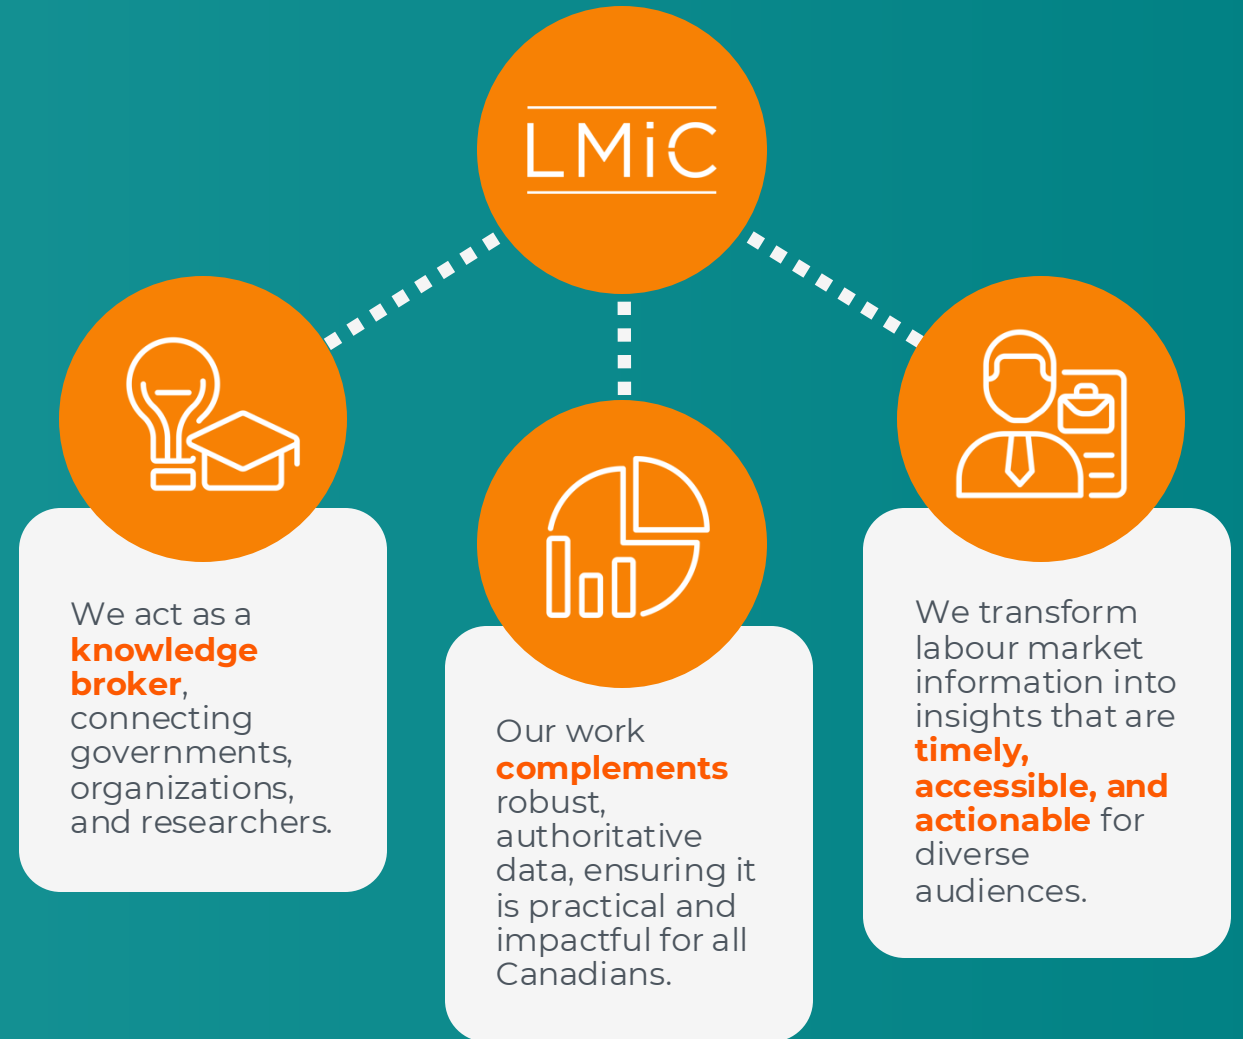 LMiC
We act as a
knowledge
broker,
connecting
governments,
organizations,
and researchers.
Our work
complements
robust,
authoritative
data, ensuring it
is practical and
impactful for all
Canadians.
We transform
labour market
information into
insights that are
timely,
accessible, and
actionable for
diverse
audiences.